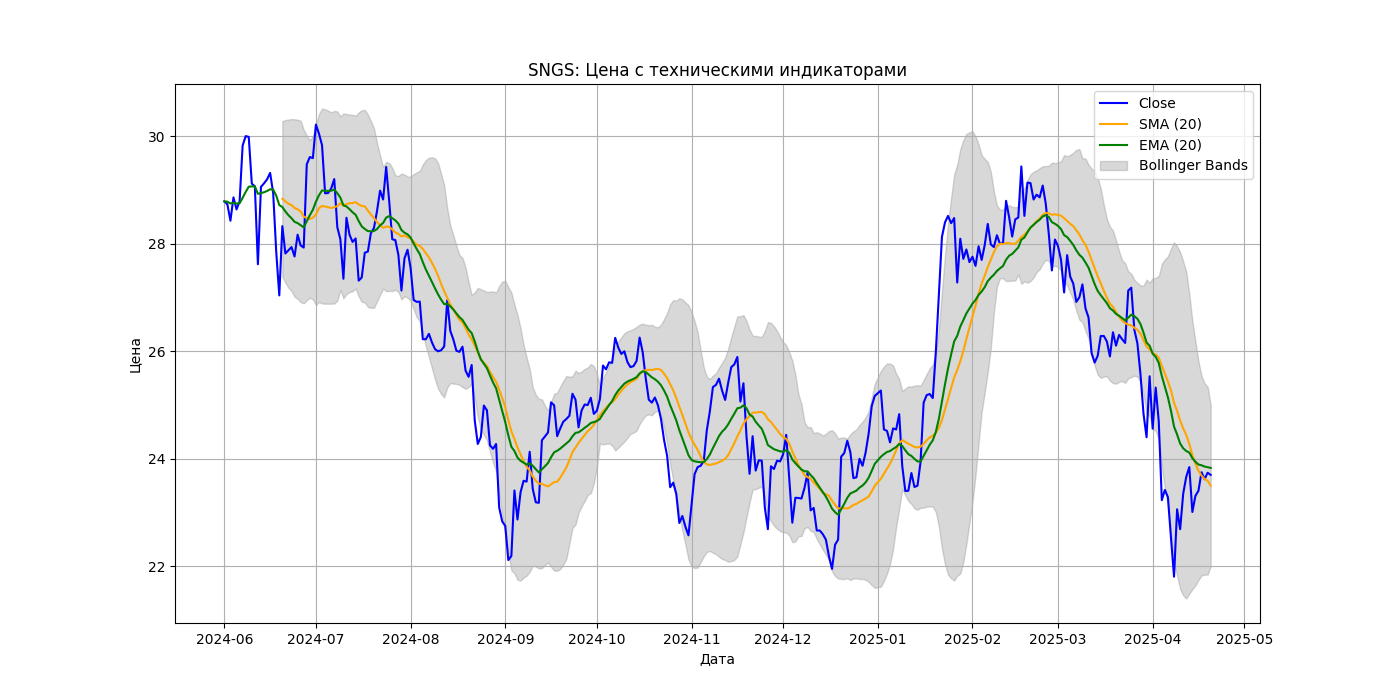 SNGS: Цена с техническими индикаторами
Close
SMA (20)
EMA (20)
Bollinger Bands
Цена
30
28
26
24
22
2024-06 2024-07 2024-08 2024-09 2024-10 2024-11 2024-12 2025-01 2025-02 2025-03 2025-04 2025-05
Дата